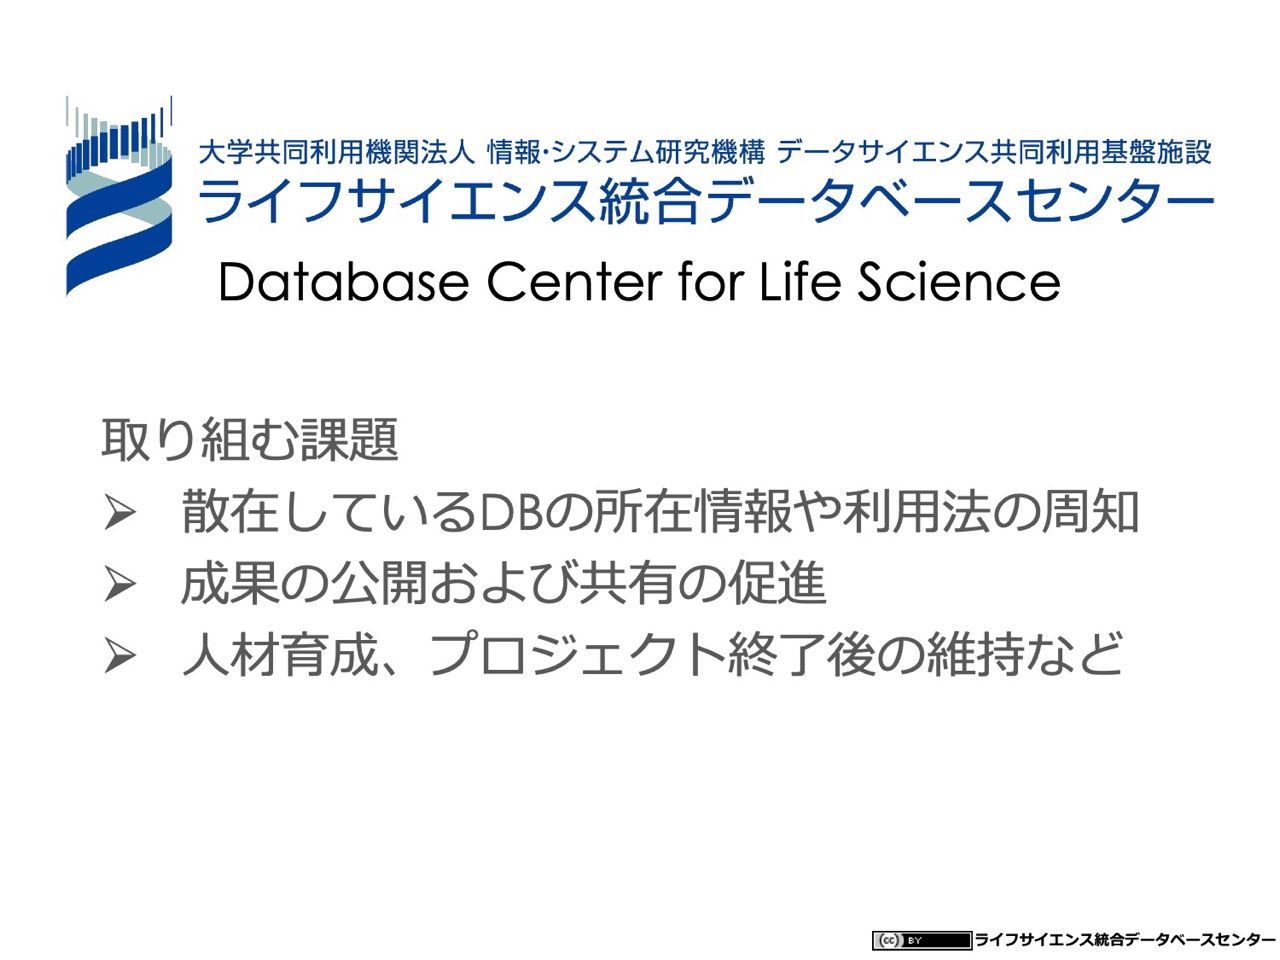 大学共同利用機関法人 情報・システム研究機構 データサイエンス共同利用基盤施設
ライフサイエンス統合データベースセンター
Database Center for Life Science
取り組む課題
➢ 散在しているDBの所在情報や利用法の周知
➢ 成果の公開および共有の促進
➢ 人材育成、プロジェクト終了後の維持など
(cc) BY ライフサイエンス統合データベースセンター